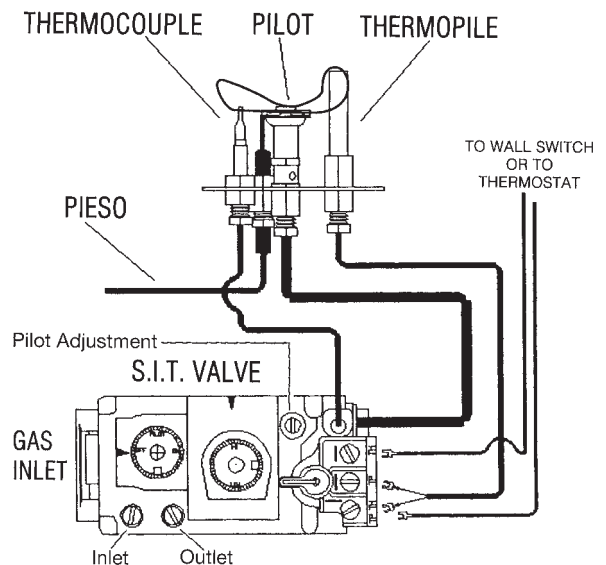 THERMOCOUPLE
PILOT
THERMOPILE
TO WALL SWITCH
OR TO
THERMOSTAT
PIESO
Pilot Adjustment
S.I.T. VALVE
GAS
INLET
Inlet
Outlet